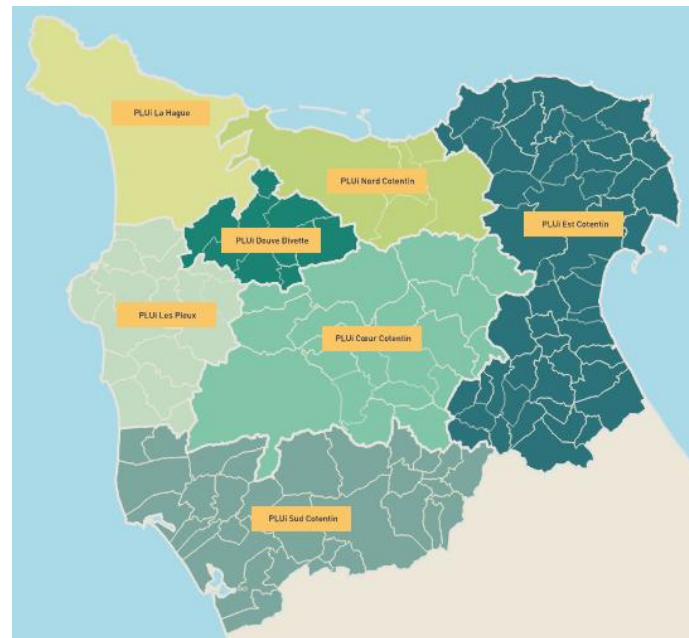 PLUi La Hague
PLUi Nord Cotentin
PLUi Est Cotentin
PLUi Douve Divette
PLUi Les Pieux
PLUi Cœur Cotentin
PLUi Sud Cotentin